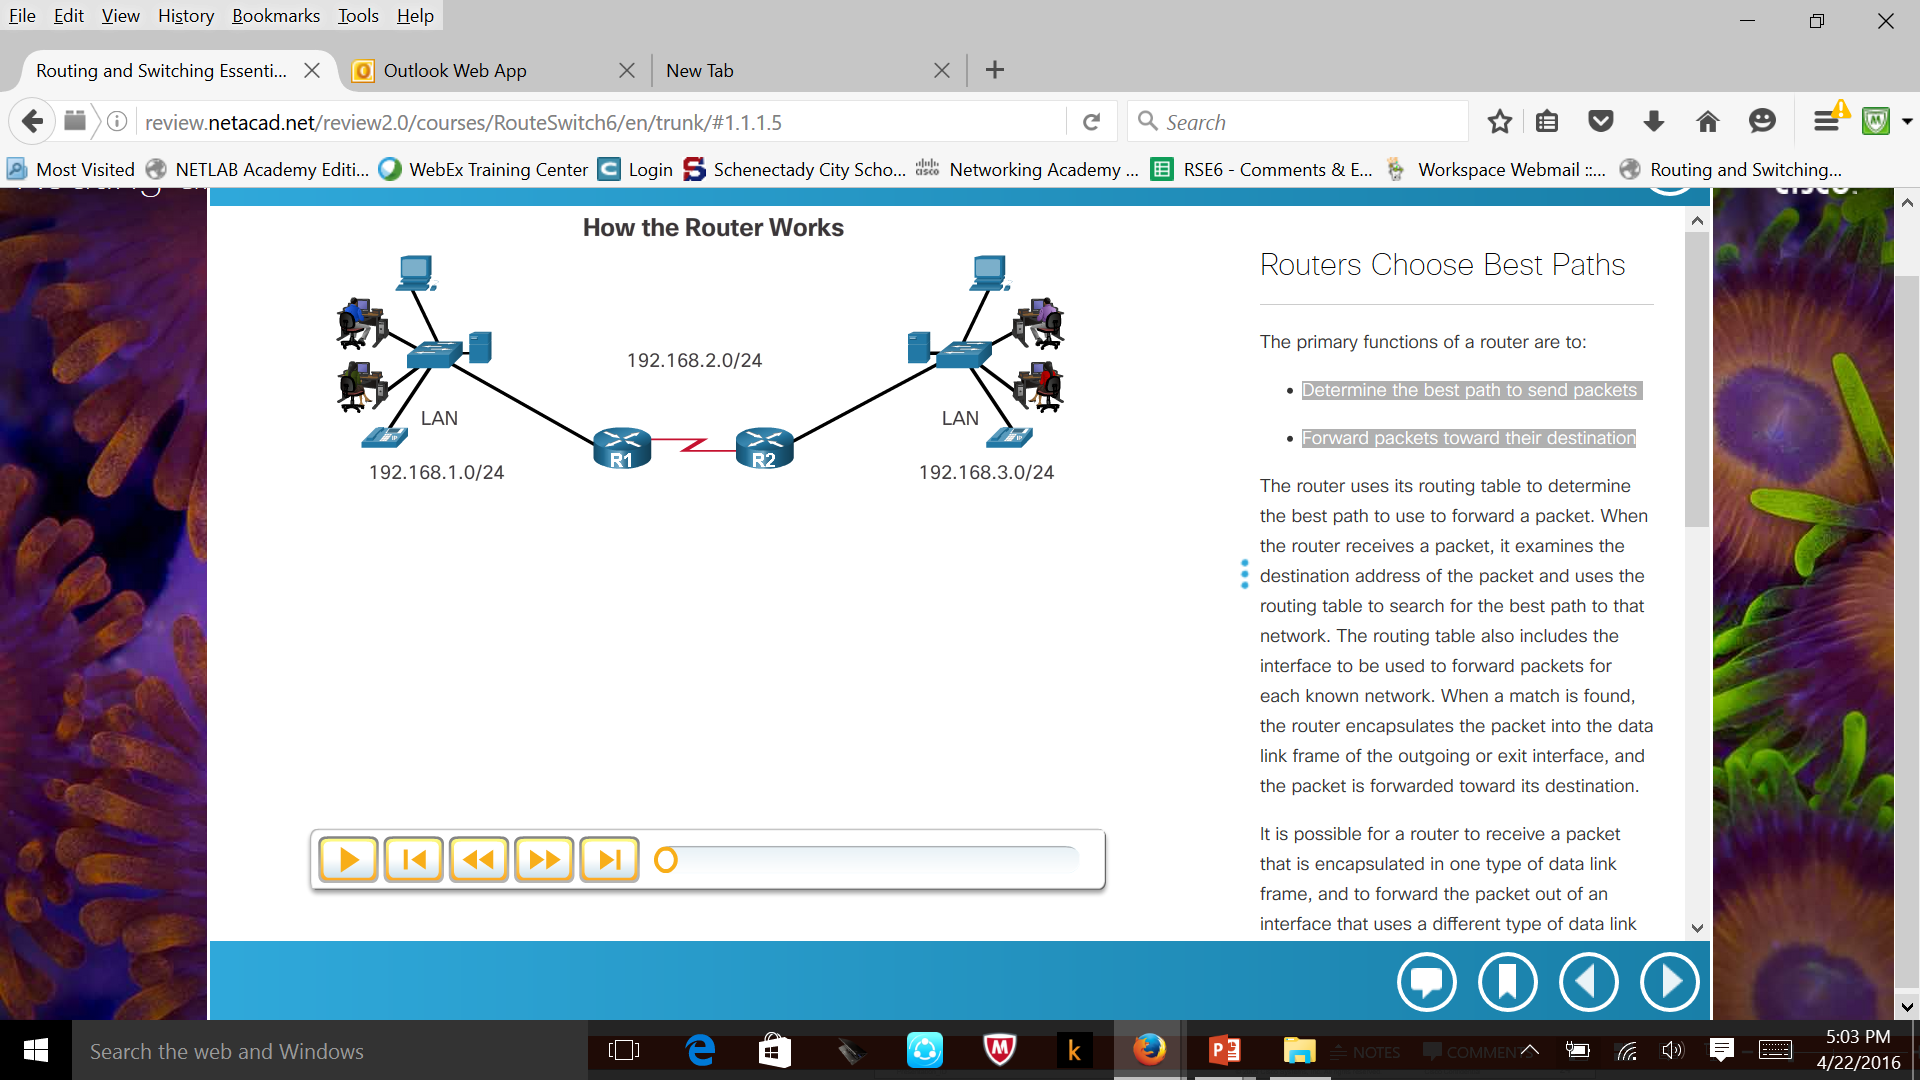 File Edit View History Bookmarks Tools Help
Routing and Switching Essenti...
Outlook Web App
New Tab
review.netacad.net/review2.0/courses/RouteSwitch6/en/trunk/#1.1.1.5
Search
Most Visited
NETLAB Academy Editi...
WebEx Training Center
Login
Schenectady City Scho...
Networking Academy ...
RSE6 - Comments & E...
Workspace Webmail ::...
Routing and Switching...
How the Router Works
192.168.2.0/24
LAN
LAN
R1
R2
192.168.1.0/24
192.168.3.0/24
Routers Choose Best Paths
The primary functions of a router are to:
• Determine the best path to send packets
• Forward packets toward their destination
The router uses its routing table to determine
the best path to use to forward a packet. When
the router receives a packet, it examines the
destination address of the packet and uses the
routing table to search for the best path to that
network. The routing table also includes the
interface to be used to forward packets for
each known network. When a match is found,
the router encapsulates the packet into the data
link frame of the outgoing or exit interface, and
the packet is forwarded toward its destination.
It is possible for a router to receive a packet
that is encapsulated in one type of data link
frame, and to forward the packet out of an
interface that uses a different type of data link
Search the web and Windows
NOTES
COMMENTS
5:03 PM
4/22/2016